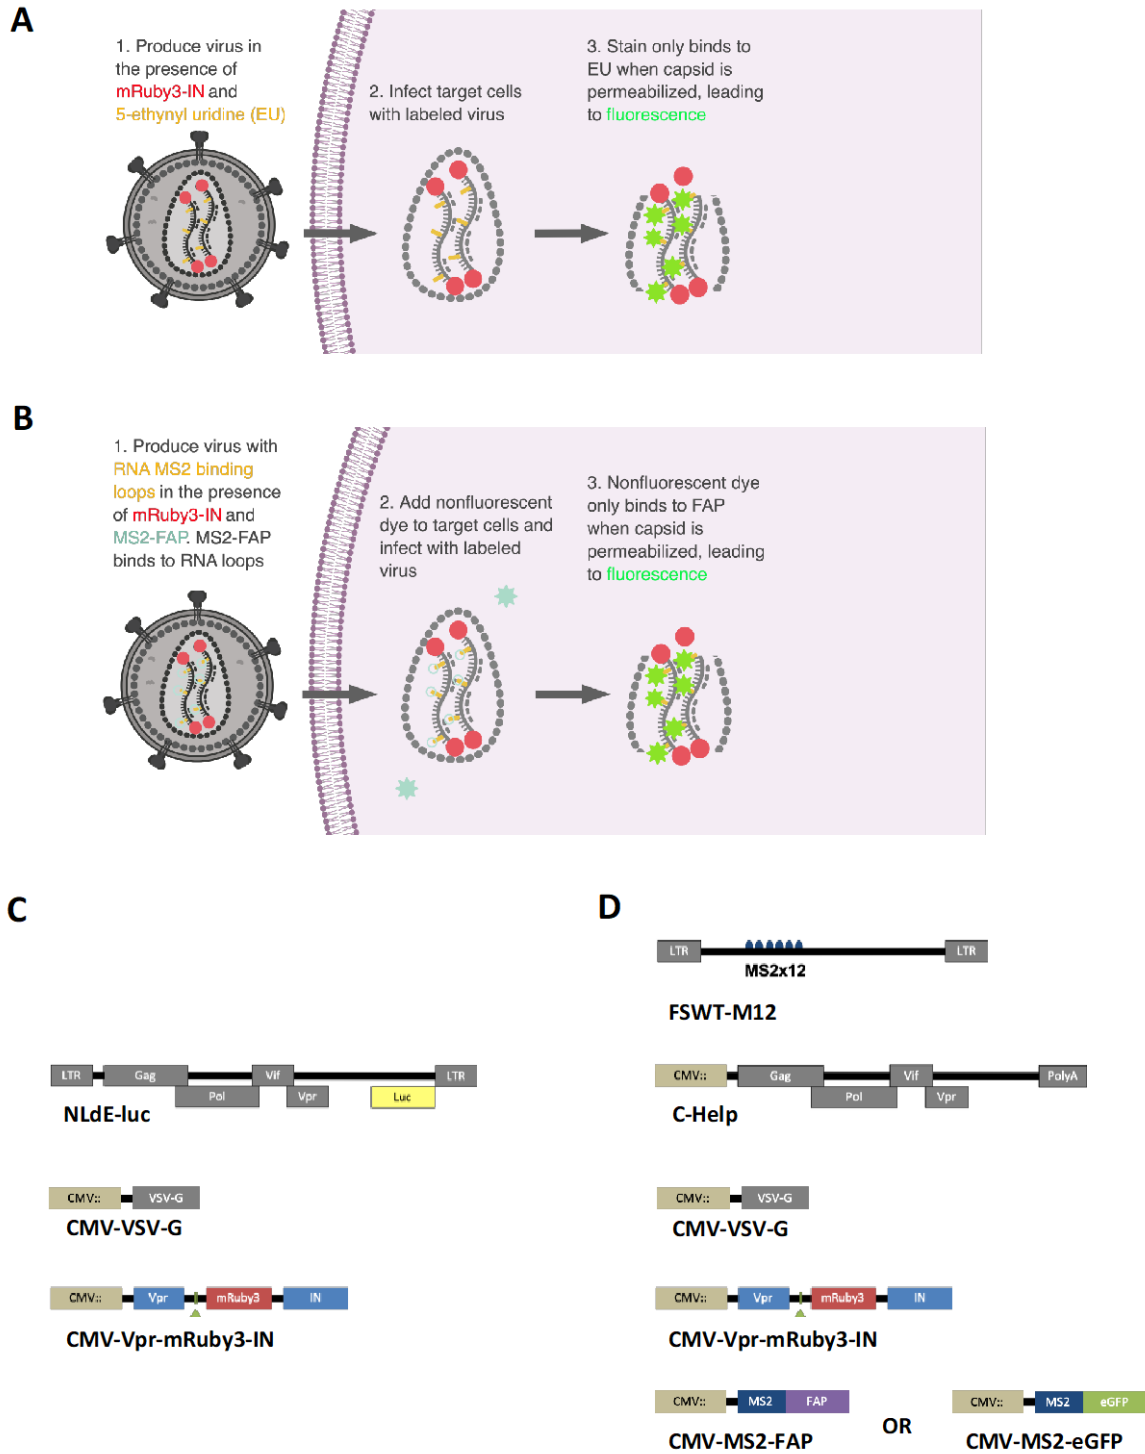 A
1. Produce virus in
the presence of
mRuby3-IN and
5-ethynyl uridine (EU)
2. Infect target cells
with labeled virus
3. Stain only binds to
EU when capsid is
permeabilized, leading
to fluorescence
B
1. Produce virus with
RNA MS2 binding
loops in the presence
of mRuby3-IN and
MS2-FAP. MS2-FAP
binds to RNA loops
2. Add nonfluorescent
dye to target cells and
infect with labeled
virus
3. Nonfluorescent dye
only binds to FAP
when capsid is
permeabilized, leading
to fluorescence
C
LTR Gag Vif LTR
Pol Vpr Luc
NLdE-luc
CMV:: VSV-G
CMV-VSV-G
CMV:: Vpr mRuby3 IN
CMV-Vpr-mRuby3-IN
D
LTR LTR
MS2x12
FSWT-M12
CMV:: Gag Vif PolyA
Pol Vpr
C-Help
CMV:: VSV-G
CMV-VSV-G
CMV:: Vpr mRuby3 IN
CMV-Vpr-mRuby3-IN
CMV:: MS2 FAP
CMV-MS2-FAP
OR
CMV:: MS2 eGFP
CMV-MS2-eGFP